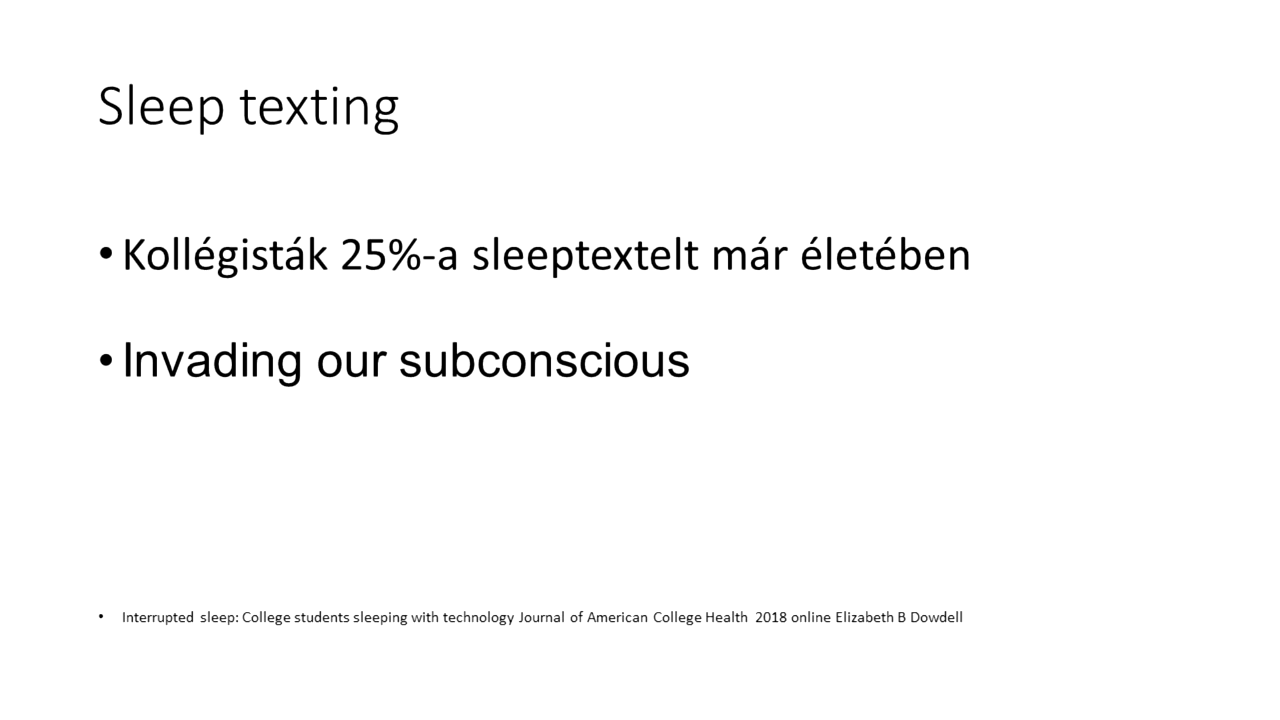 Sleep texting
• Kollégisták 25%-a sleeptextelt már életében
• Invading our subconscious
• Interrupted sleep: College students sleeping with technology Journal of American College Health 2018 online Elizabeth B Dowdell